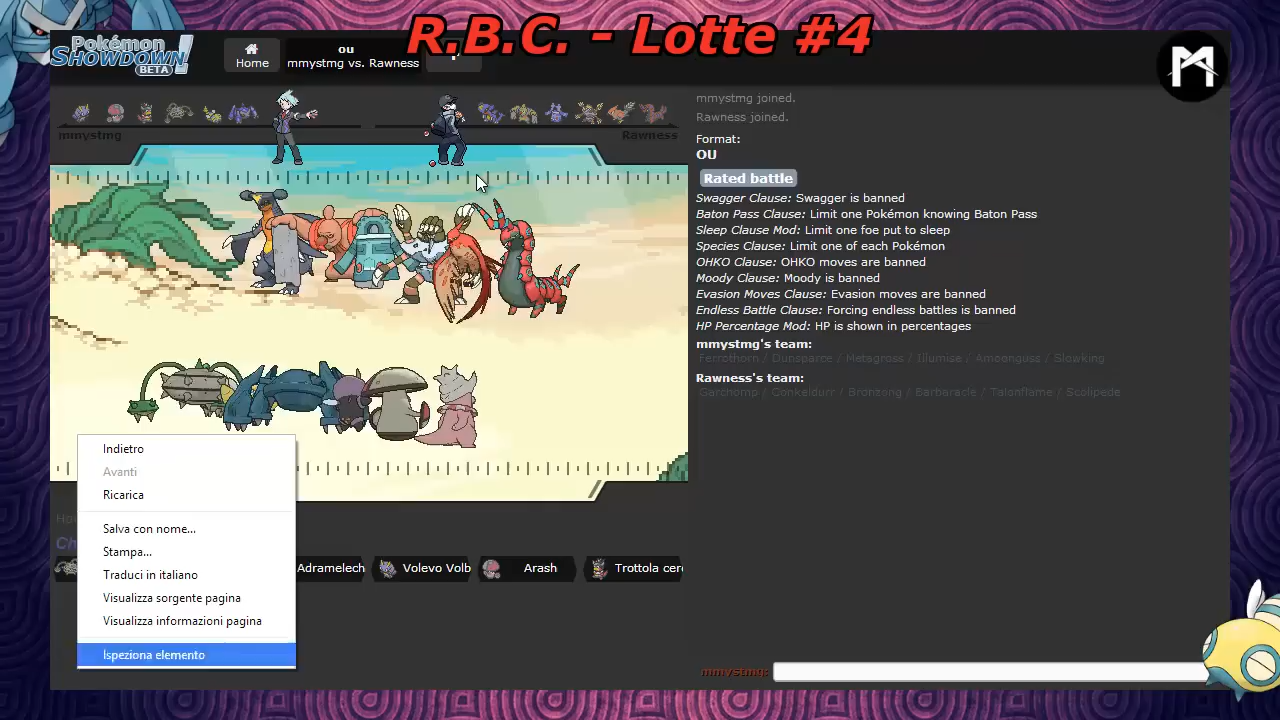 R.B.C. - Lotte #4
Pokémon
SHOWDOWN!
BETA
Home
ou
mmystmg vs. Rawness
mmystmg
Rawness
mmystmg joined.
Rawness joined.
Format:
OU
Rated battle
Swagger Clause: Swagger is banned
Baton Pass Clause: Limit one Pokémon knowing Baton Pass
Sleep Clause Mod: Limit one foe put to sleep
Species Clause: Limit one of each Pokémon
OHKO Clause: OHKO moves are banned
Moody Clause: Moody is banned
Evasion Moves Clause: Evasion moves are banned
Endless Battle Clause: Forcing endless battles is banned
HP Percentage Mod: HP is shown in percentages
mmystmg's team:
Ferrothorn / Dunsparce / Metagross / Illumise / Amoonguss / Slowking
Rawness's team:
Garchomp / Conkeldurr / Bronzong / Barbaracle / Talonflame / Scolipede
Indietro
Avanti
Ricarica
Salva con nome...
Stampa...
Traduci in italiano
Visualizza sorgente pagina
Visualizza informazioni pagina
Ispeziona elemento
Adramelech
Volevo Volb
Arash
Trottola cer
mmystmg: